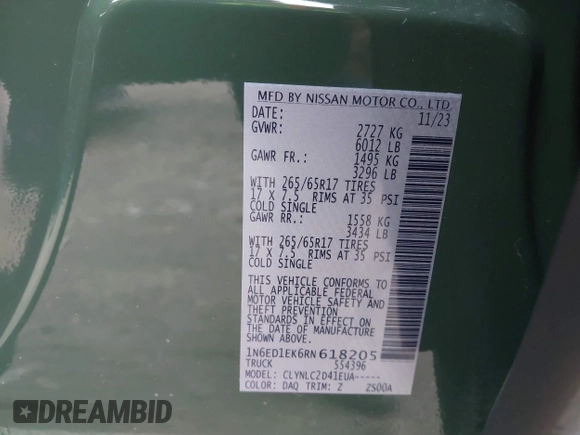 MFD BY NISSAN MOTOR CO., LTD.
DATE: 11/23
GVWR: 2727 KG
6012 LB
GAWR FR.: 1495 KG
3296 LB
WITH 265/65R17 TIRES
17 X 7.5 RIMS AT 35 PSI
COLD SINGLE
GAWR RR.: 1558 KG
3434 LB
WITH 265/65R17 TIRES
17 X 7.5 RIMS AT 35 PSI
COLD SINGLE
THIS VEHICLE CONFORMS TO
ALL APPLICABLE FEDERAL
MOTOR VEHICLE SAFETY AND
THEFT PREVENTION
STANDARDS IN EFFECT ON
THE DATE OF MANUFACTURE
SHOWN ABOVE.
1N6ED1EK6RN618205
TRUCK 554396
MODEL: CLYNLC2D41EUA-----
COLOR: DAQ TRIM: Z ZS00A
DREAMBID